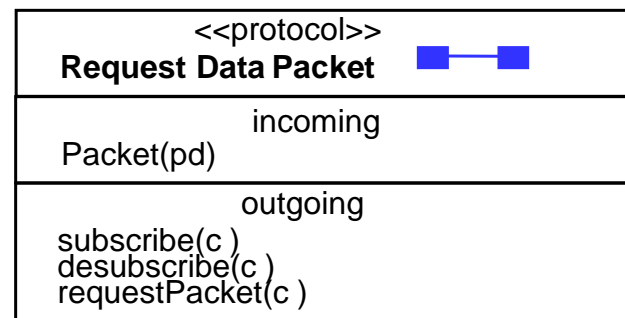 <<protocol>>
Request Data Packet
incoming
Packet(pd)
outgoing
subscribe(c )
desubscribe(c )
requestPacket(c )